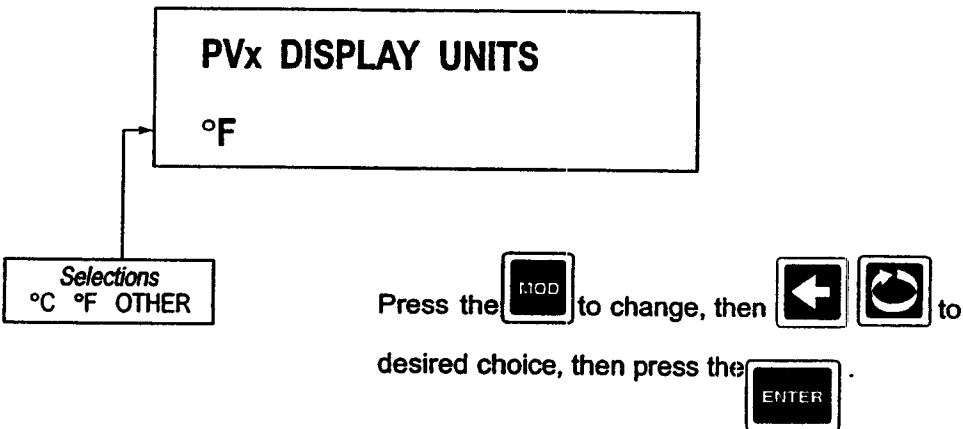 PVx DISPLAY UNITS
°F
Selections
°C °F OTHER
Press the MOD to change, then to
desired choice, then press the ENTER .